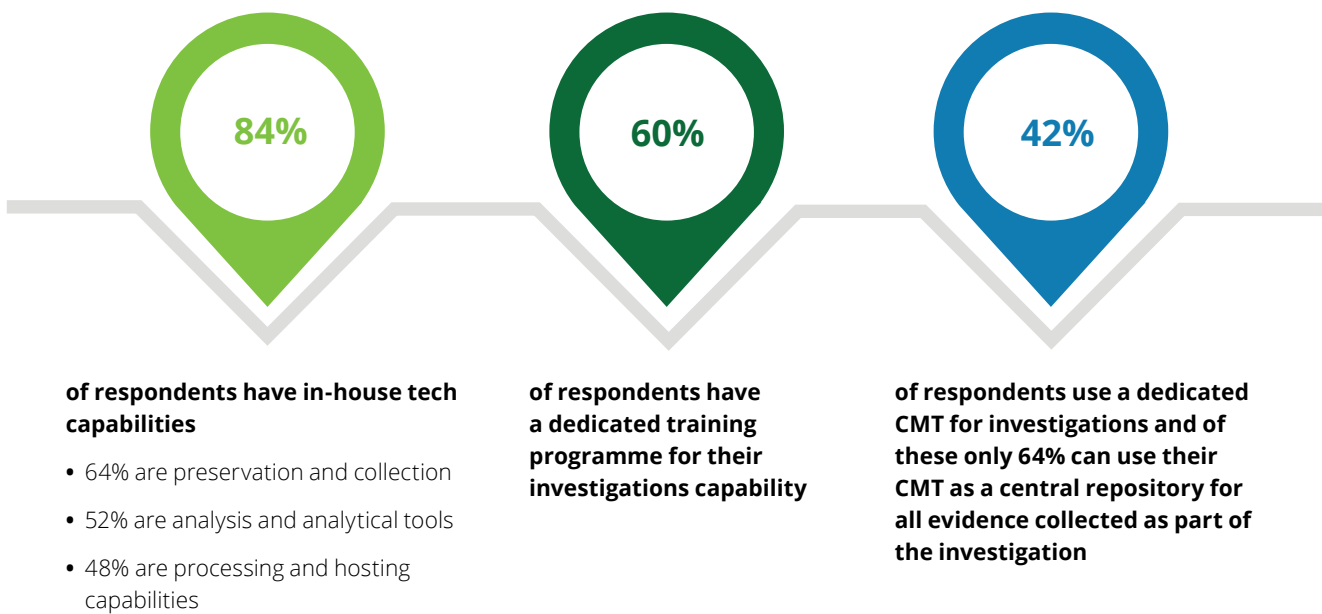 84%
60%
42%
of respondents have in-house tech
capabilities
• 64% are preservation and collection
• 52% are analysis and analytical tools
• 48% are processing and hosting
capabilities
of respondents have
a dedicated training
programme for their
investigations capability
of respondents use a dedicated
CMT for investigations and of
these only 64% can use their
CMT as a central repository for
all evidence collected as part of
the investigation